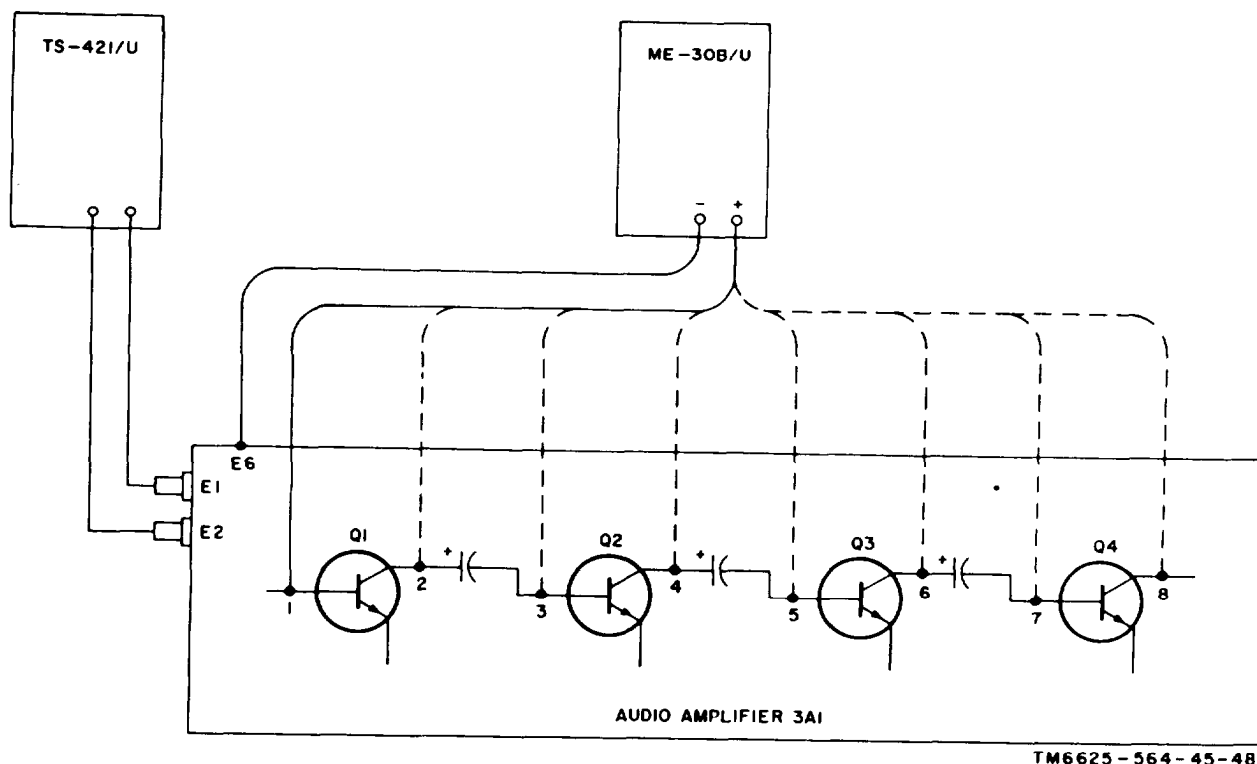 TS-421/U
ME-30B/U
- +
E6
E1
E2
Q1
Q2
Q3
Q4
+
+
+
2
3
4
5
6
7
8
AUDIO AMPLIFIER 3A1
TM6625-564-45-48